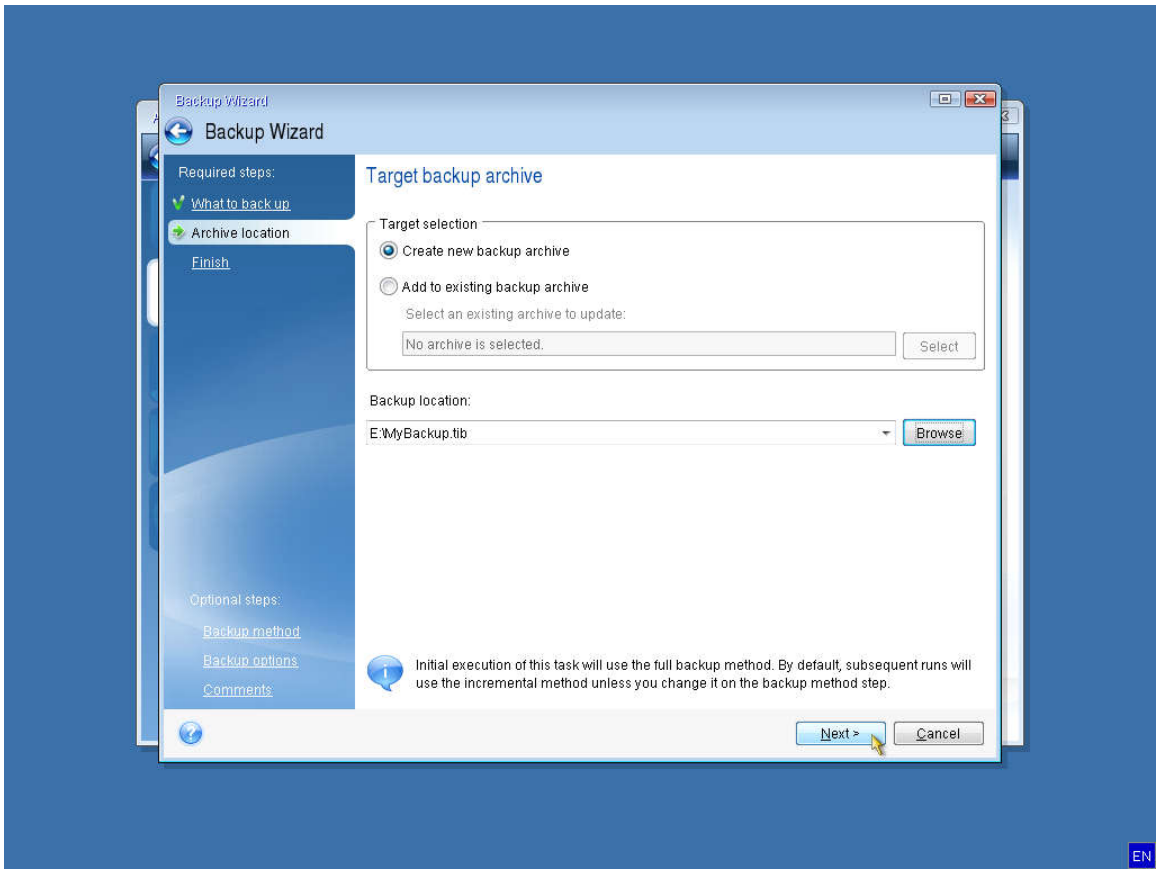 Backup Wizard
Backup Wizard
Required steps:
What to back up
Archive location
Finish
Target backup archive
Target selection
Create new backup archive
Add to existing backup archive
Select an existing archive to update:
No archive is selected.
Select
Backup location:
E:\MyBackup.tib
Browse
Optional steps:
Backup method
Backup options
Comments
Initial execution of this task will use the full backup method. By default, subsequent runs will
use the incremental method unless you change it on the backup method step.
Next >
Cancel
EN